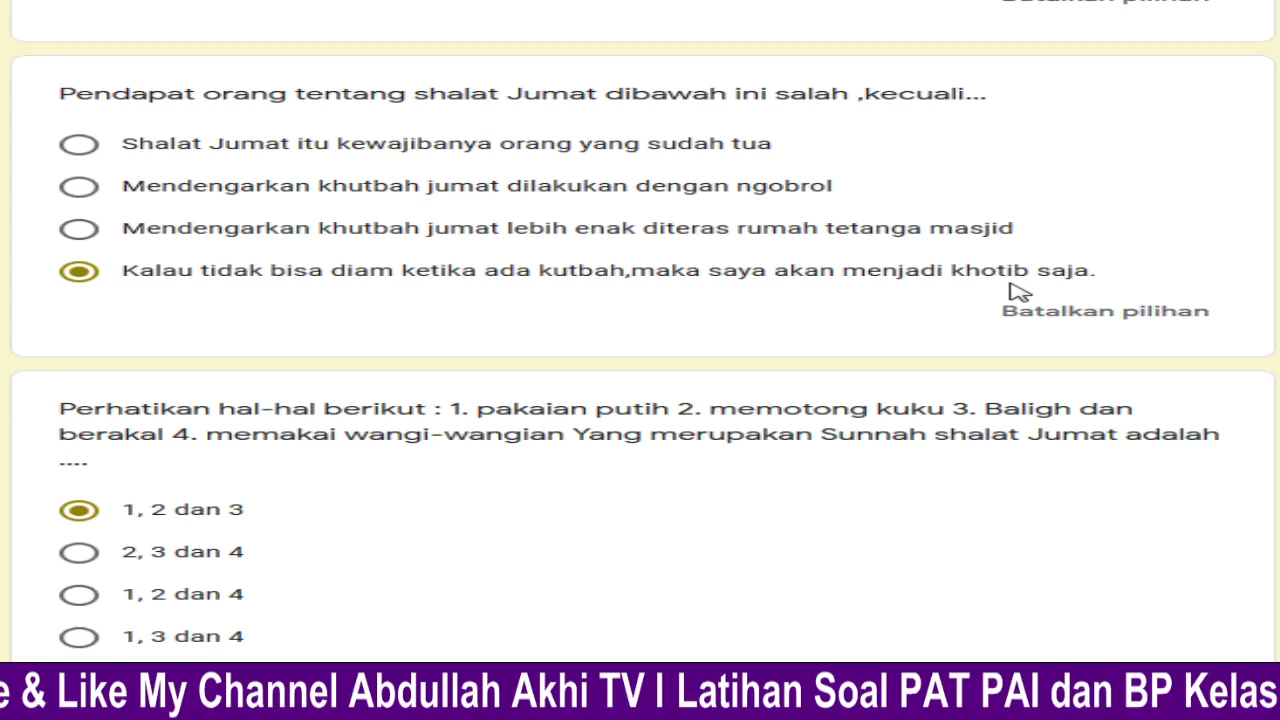 Batalkan pilihan
Pendapat orang tentang shalat Jumat dibawah ini salah ,kecuali...
Shalat Jumat itu kewajibanya orang yang sudah tua
Mendengarkan khutbah jumat dilakukan dengan ngobrol
Mendengarkan khutbah jumat lebih enak diteras rumah tetanga masjid
Kalau tidak bisa diam ketika ada kutbah,maka saya akan menjadi khotib saja.
Batalkan pilihan
Perhatikan hal-hal berikut : 1. pakaian putih 2. memotong kuku 3. Baligh dan
berakal 4. memakai wangi-wangian Yang merupakan Sunnah shalat Jumat adalah
....
1, 2 dan 3
2, 3 dan 4
1, 2 dan 4
1, 3 dan 4
e & Like My Channel Abdullah Akhi TV I Latihan Soal PAT PAI dan BP Kelas